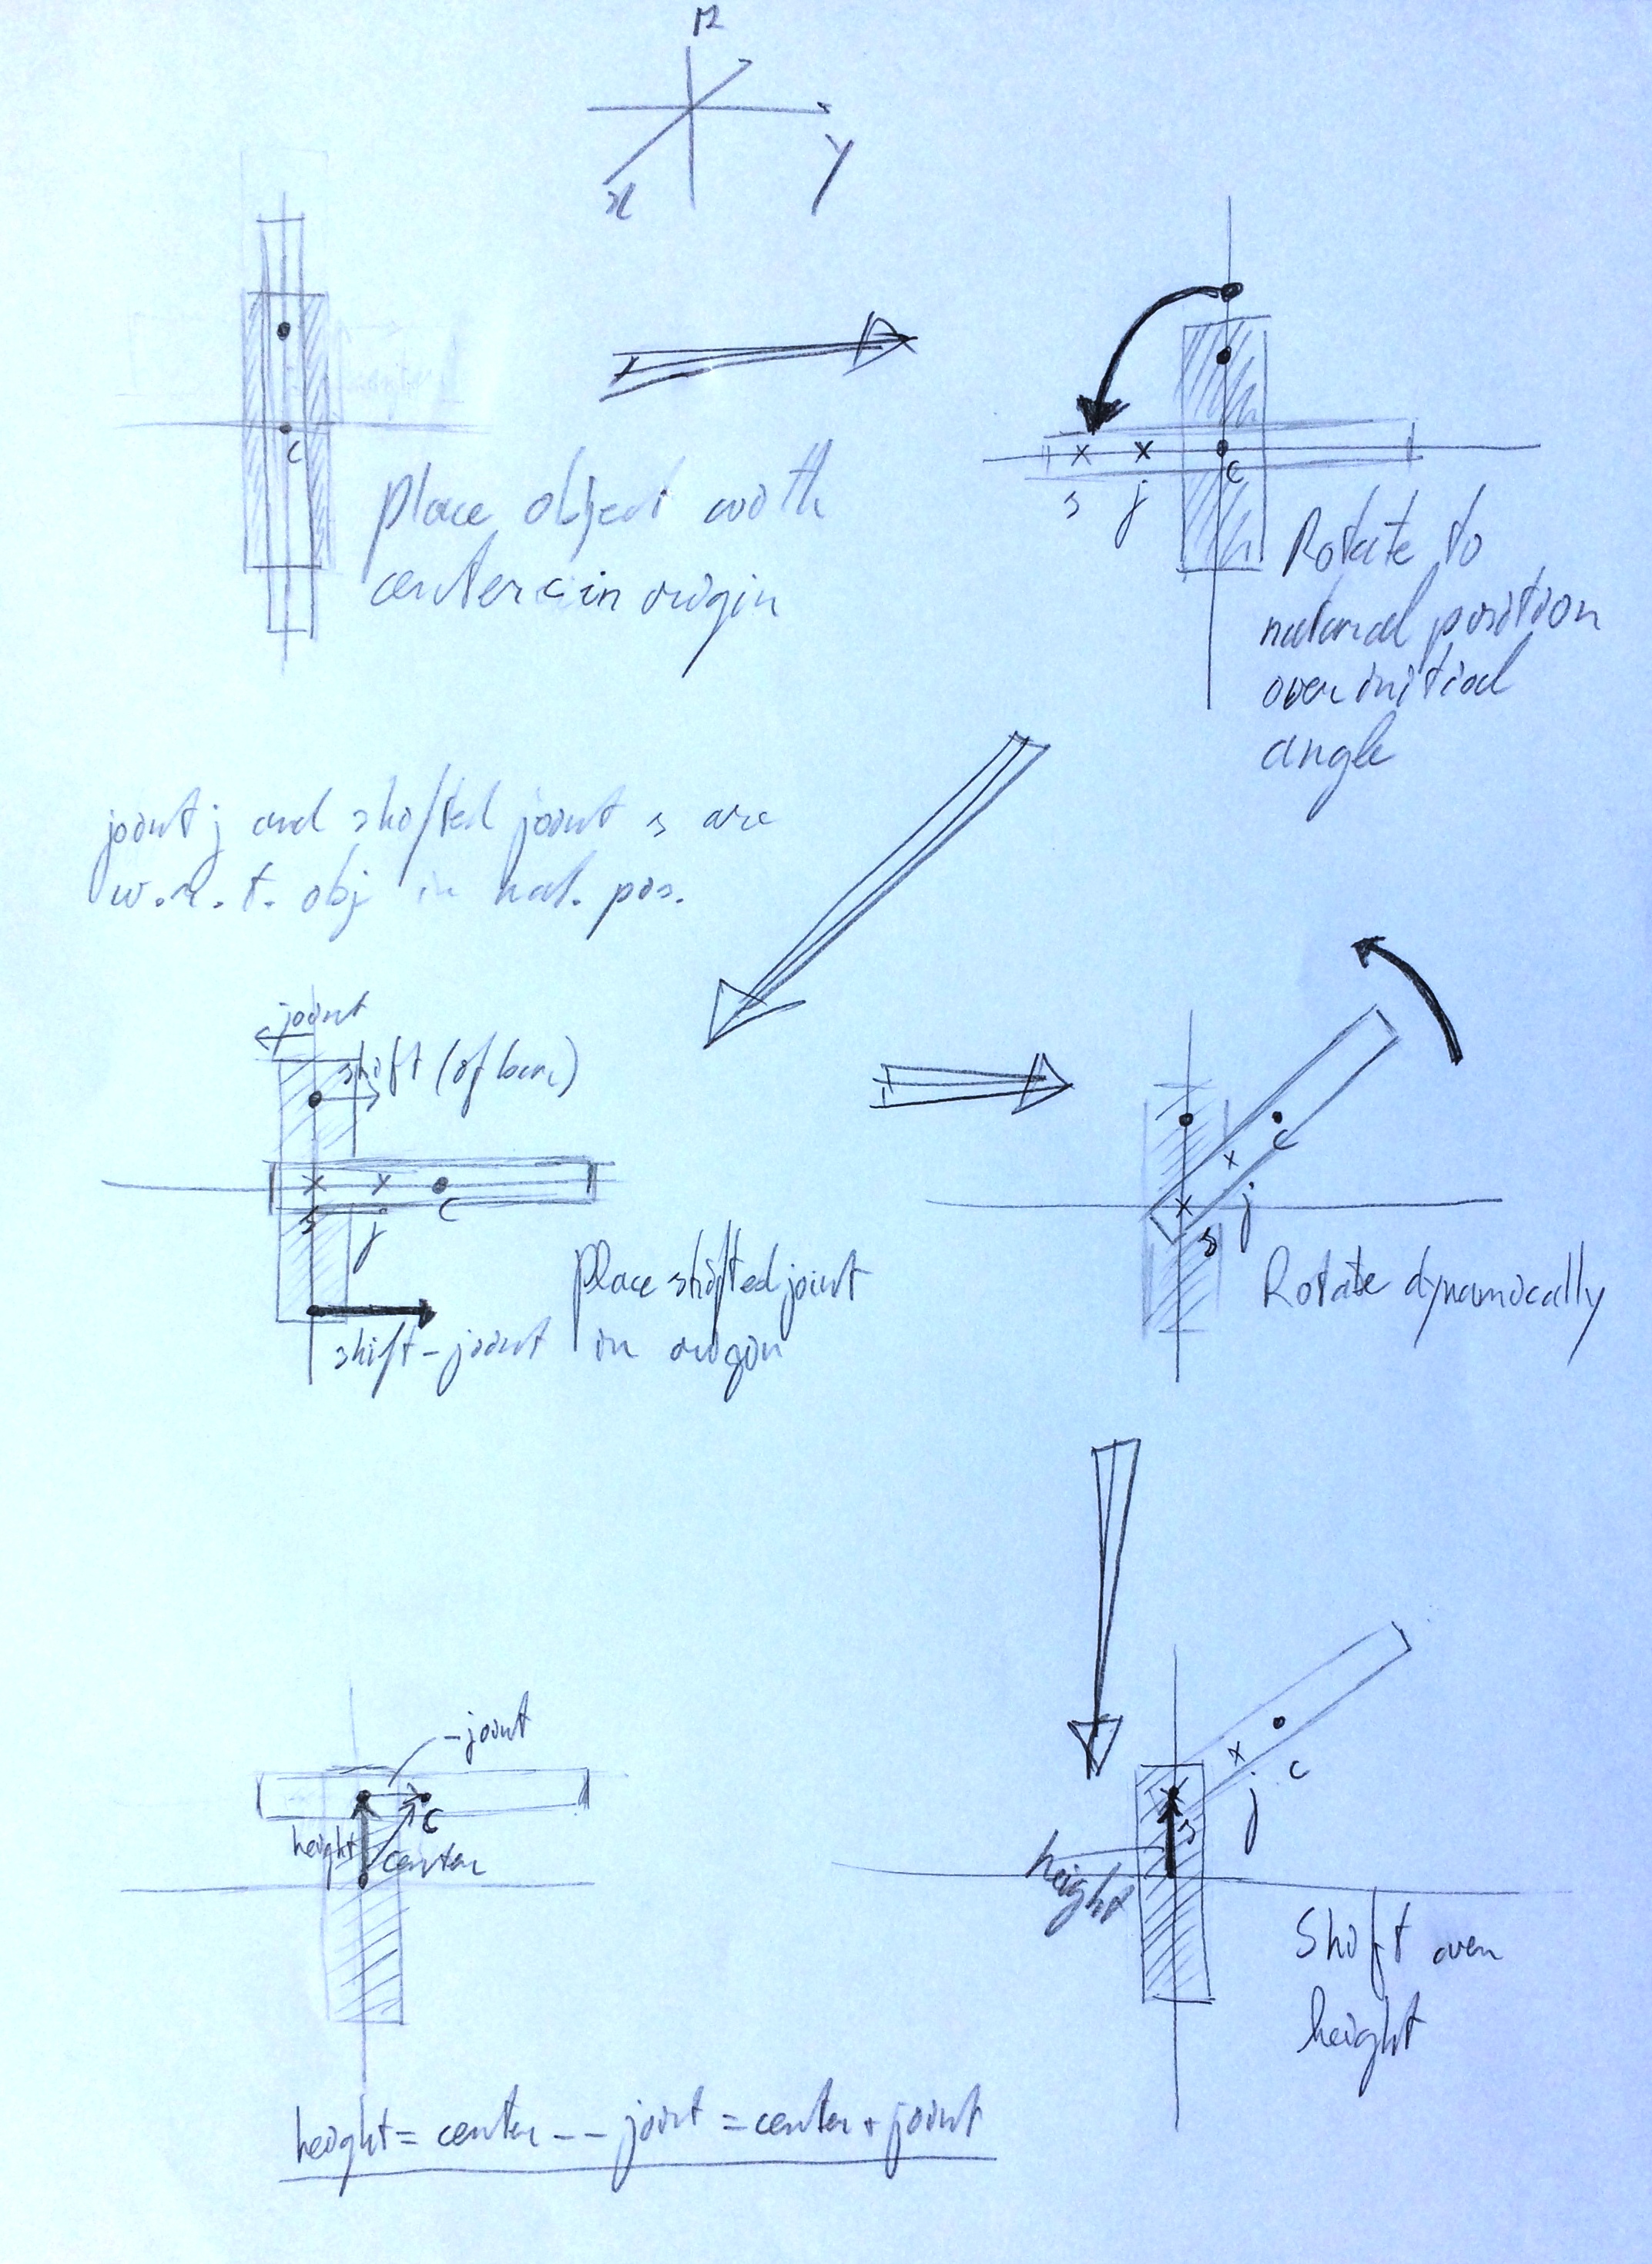 z
y
x
c
place object with
center c in origin
s j c
Rotate to
natural position
over initial
angle
joint j and shifted joint s are
w.r.t. obj in nat. pos.
joint
shift (of bar)
s j c
shift-joint
Place shifted joint
in origin
c
j
s
Rotate dynamically
-joint
c
height
center
s
j
c
height
Shift over
height
height = center -- joint = center + joint